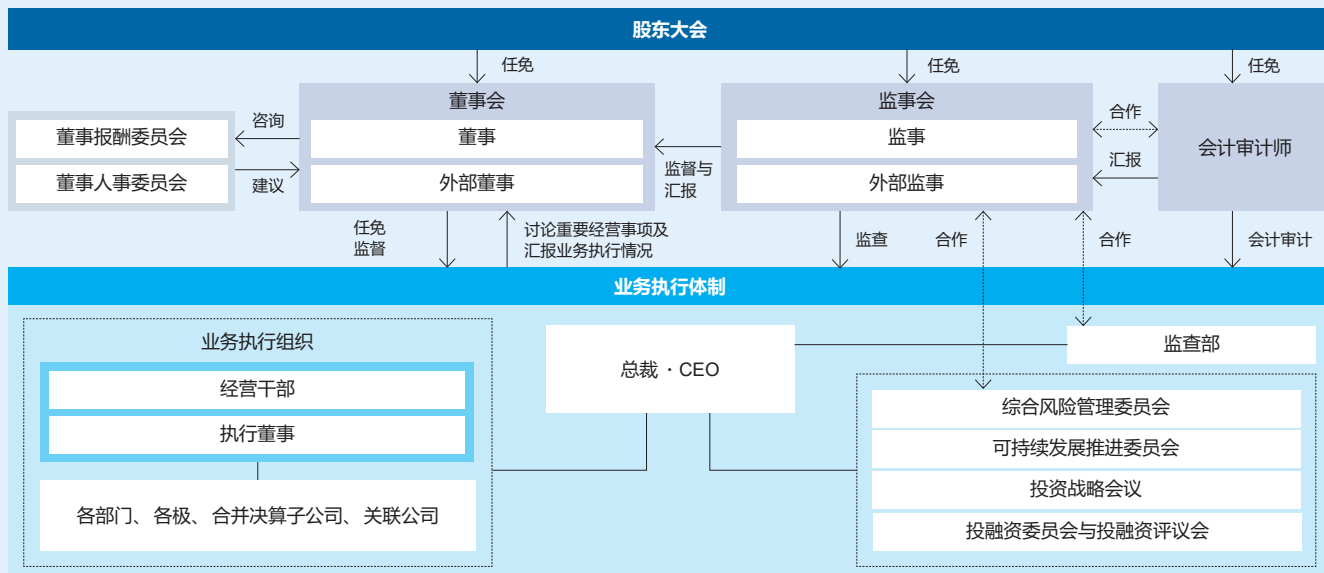 股东大会
任免
任免
任免
董事会
监事会
会计审计师
董事报酬委员会
董事人事委员会
咨询
建议
董事
外部董事
监督与
汇报
监事
外部监事
合作
汇报
任免
监督
讨论重要经营事项及
汇报业务执行情况
监查
合作
合作
会计审计
业务执行体制
业务执行组织
经营干部
执行董事
各部门、各极、合并决算子公司、关联公司
总裁・CEO
监查部
综合风险管理委员会
可持续发展推进委员会
投资战略会议
投融资委员会与投融资评议会